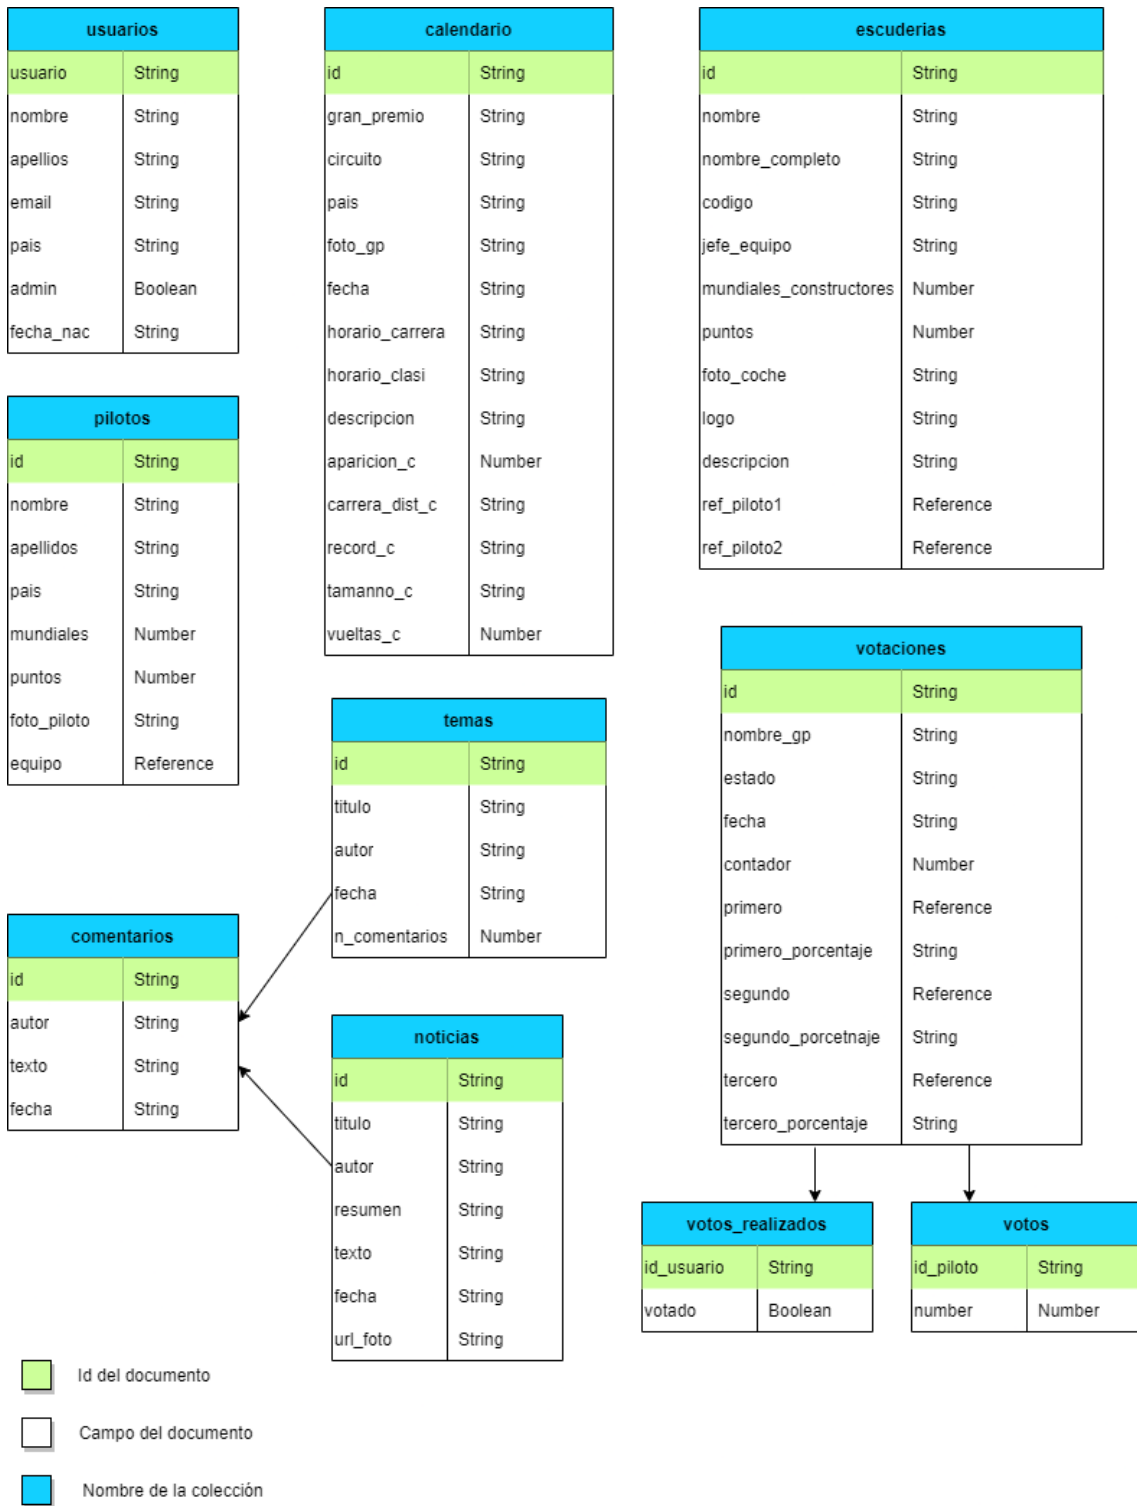 usuarios
usuario String
nombre String
apellios String
email String
pais String
admin Boolean
fecha_nac String
calendario
id String
gran_premio String
circuito String
pais String
foto_gp String
fecha String
horario_carrera String
horario_clasi String
descripcion String
aparicion_c Number
carrera_dist_c String
record_c String
tamanno_c String
vueltas_c Number
escuderias
id String
nombre String
nombre_completo String
codigo String
jefe_equipo String
mundiales_constructores Number
puntos Number
foto_coche String
logo String
descripcion String
ref_piloto1 Reference
ref_piloto2 Reference
pilotos
id String
nombre String
apellidos String
pais String
mundiales Number
puntos Number
foto_piloto String
equipo Reference
temas
id String
titulo String
autor String
fecha String
n_comentarios Number
votaciones
id String
nombre_gp String
estado String
fecha String
contador Number
primero Reference
primero_porcentaje String
segundo Reference
segundo_porcetnaje String
tercero Reference
tercero_porcentaje String
comentarios
id String
autor String
texto String
fecha String
noticias
id String
titulo String
autor String
resumen String
texto String
fecha String
url_foto String
votos_realizados
id_usuario String
votado Boolean
votos
id_piloto String
number Number
Id del documento
Campo del documento
Nombre de la colección